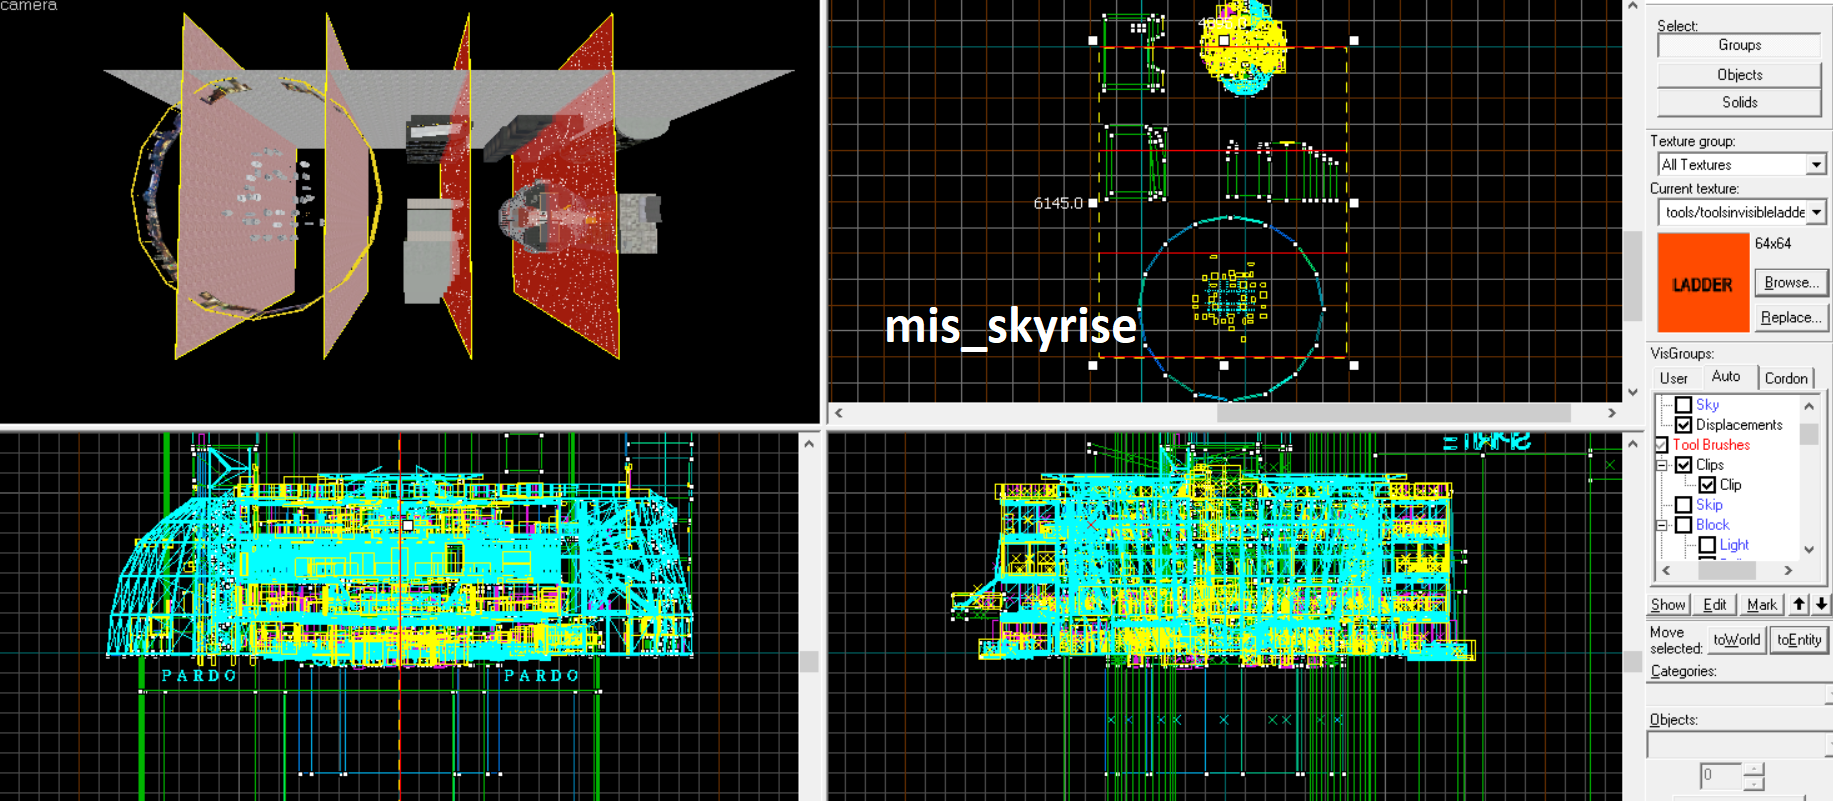 camera
6145.0
mis_skyrise
PARDO
PARDO
Select:
Groups
Objects
Solids
Texture group:
All Textures
Current texture:
tools/toolsinvisibleladde
LADDER
64x64
Browse...
Replace...
VisGroups:
User
Auto
Cordon
Sky
Displacements
Tool Brushes
Clips
Clip
Skip
Block
Light
Show
Edit
Mark
Move
selected:
toWorld
toEntity
Categories:
Objects:
0